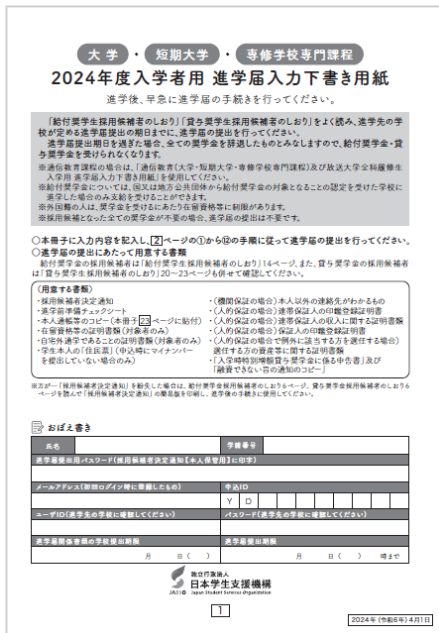 大学・短期大学・専修学校専門課程
2024年度入学者用 進学届入力下書き用紙
進学後、早急に進学届の手続きを行ってください。
「給付奨学生採用候補者のしおり」「貸与奨学生採用候補者のしおり」をよく読み、進学先の学
校が定める進学届提出の期日までに、進学届の提出を行ってください。
進学届提出期限を過ぎた場合、全ての奨学金を辞退したものとみなしますので、給付奨学金・貸
与奨学金を受けられなくなります。
※通信教育課程の場合は、「通信教育(大学・短期大学・専修学校専門課程)及び放送大学全科履修生
入学用 進学届入力下書き用紙」を使用してください。
※給付奨学金については、国又は地方公共団体から給付奨学金の対象となることの認定を受けた学校に
進学した場合のみ支給を受けることができます。
※外国籍の人は、奨学金を受けるにあたり在留資格等に制限があります。
※採用候補となった全ての奨学金が不要の場合、進学届の提出は不要です。
○本冊子に入力内容を記入し、2ページの①から⑫の手順に従って進学届の提出を行ってください。
○進学届の提出にあたって用意する書類
給付奨学金の採用候補者は「給付奨学生採用候補者のしおり」14ページ、また、貸与奨学金の採用候補者
は「貸与奨学生採用候補者のしおり」20~23ページも併せて確認してください。
(用意する書類)
・採用候補者決定通知
・進学前準備チェックシート
・本人通帳等のコピー(本冊子23ページに貼付)
・在留資格等の証明書類(対象者のみ)
・自宅外通学であることの証明書類(対象者のみ)
・学生本人の「住民票」(申込時にマイナンバー
を提出していない場合のみ)
・(機関保証の場合)本人以外の連絡先がわかるもの
・(人的保証の場合)連帯保証人の印鑑登録証明書
・(人的保証の場合)連帯保証人の収入に関する証明書類
・(人的保証の場合)保証人の印鑑登録証明書
・(人的保証の場合で例外に該当する方を選任する場合)
選任する方の資産等に関する証明書類
・「入学時特別増額貸与奨学金に係る申告書」及び
「融資できない旨の通知のコピー」
※万が一「採用候補者決定通知」を紛失した場合は、給付奨学金採用候補者のしおり6ページ、貸与奨学金採用候補者のしおり6
ページを読んで「採用候補者決定通知」の簡易版を印刷し、進学後の手続きに使用してください。
おぼえ書き
氏名 学籍番号
進学届提出用パスワード(採用候補者決定通知【本人保管用】に印字)
メールアドレス(初回ログイン時に登録したもの) 申込ID
Y D
ユーザID(進学先の学校に確認してください) パスワード(進学先の学校に確認してください)
進学届関係書類の学校提出期限 進学届提出期限
月 日( ) 月 日( ) 時まで
独立行政法人
日本学生支援機構
JASSO Japan Student Services Organization
1
2024年(令和6年)4月1日